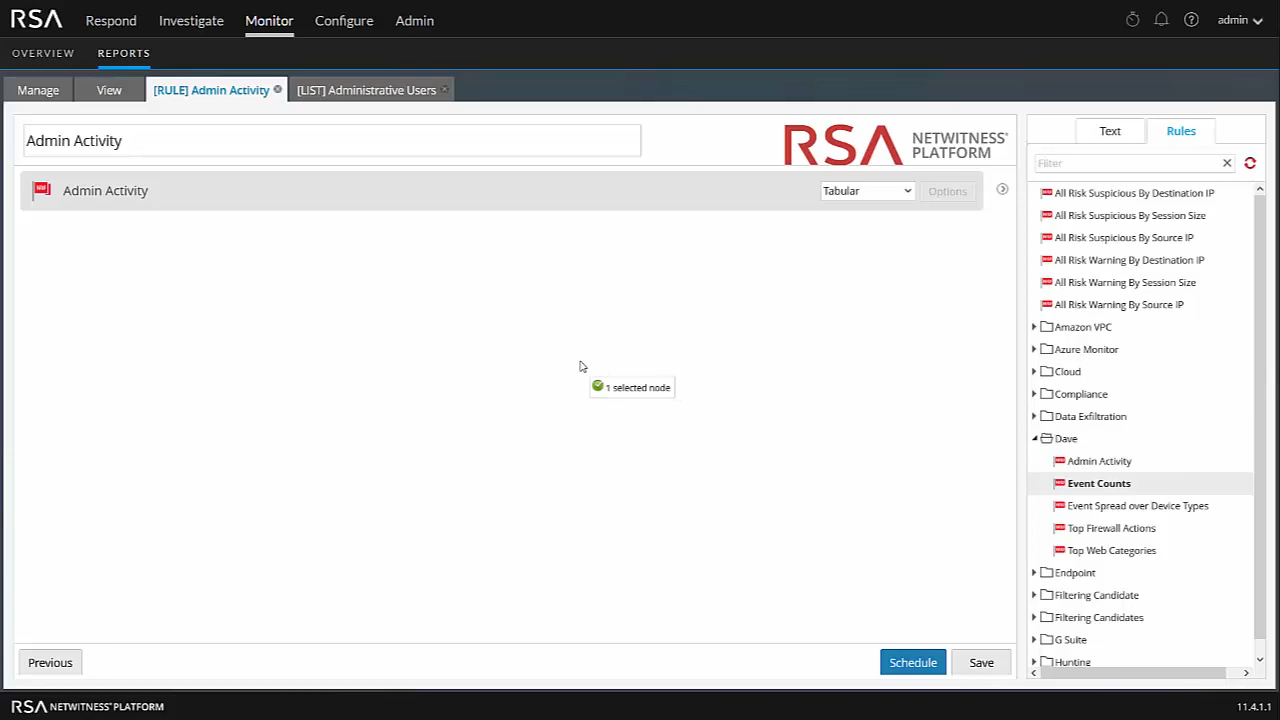 RSA Respond Investigate Monitor Configure Admin admin
OVERVIEW REPORTS
Manage View [RULE] Admin Activity [LIST] Administrative Users
Admin Activity
RSA NETWITNESS® PLATFORM
Admin Activity Tabular Options
1 selected node
Previous Schedule Save
Text Rules
Filter
All Risk Suspicious By Destination IP
All Risk Suspicious By Session Size
All Risk Suspicious By Source IP
All Risk Warning By Destination IP
All Risk Warning By Session Size
All Risk Warning By Source IP
Amazon VPC
Azure Monitor
Cloud
Compliance
Data Exfiltration
Dave
Admin Activity
Event Counts
Event Spread over Device Types
Top Firewall Actions
Top Web Categories
Endpoint
Filtering Candidate
Filtering Candidates
G Suite
Hunting
RSA NETWITNESS® PLATFORM 11.4.1.1